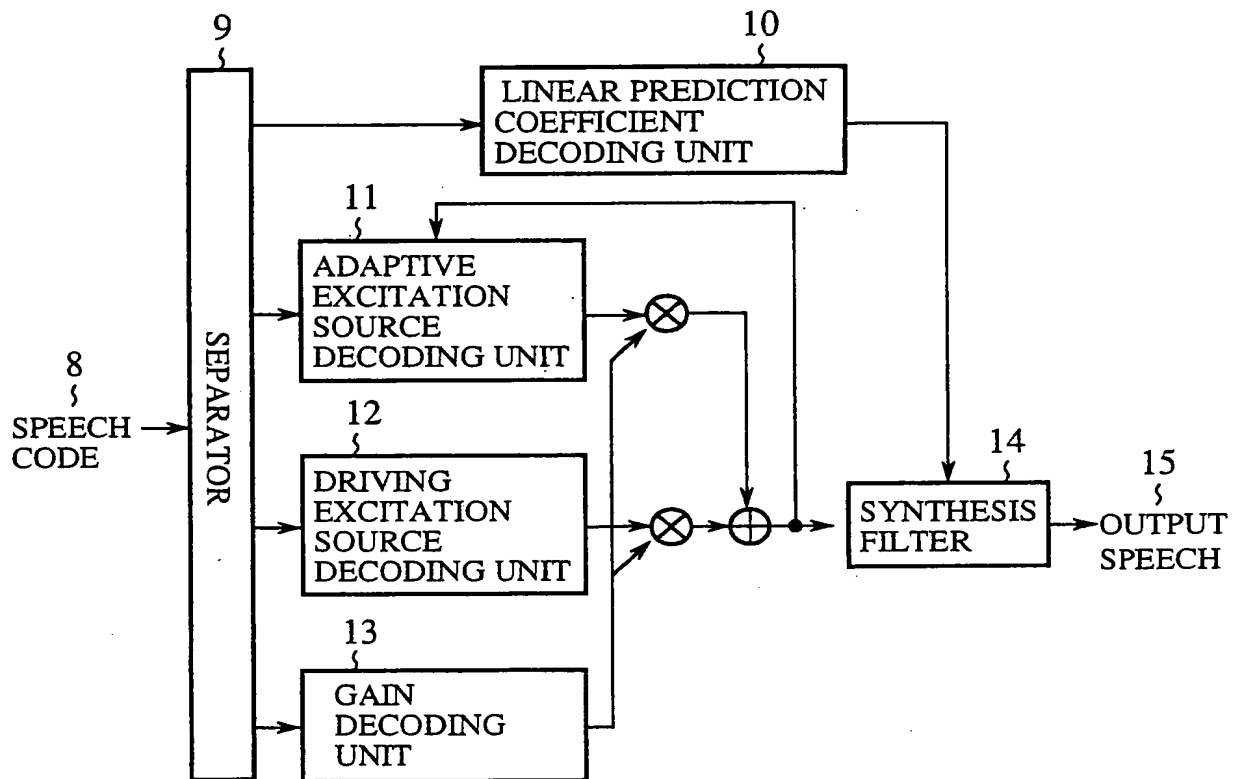 9
10
LINEAR PREDICTION
COEFFICIENT
DECODING UNIT
11
ADAPTIVE
EXCITATION
SOURCE
DECODING UNIT
SEPARATOR
8
SPEECH
CODE
12
DRIVING
EXCITATION
SOURCE
DECODING UNIT
14
SYNTHESIS
FILTER
15
OUTPUT
SPEECH
13
GAIN
DECODING
UNIT